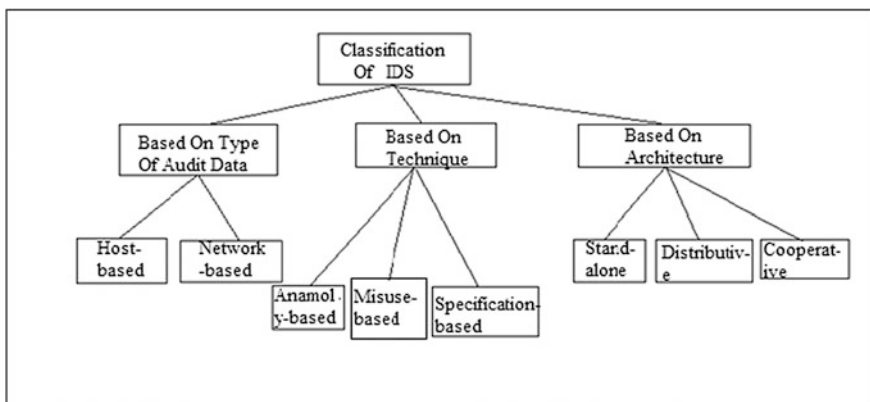 Classification
Of IDS
Based On Type
Of Audit Data
Based On
Technique
Based On
Architecture
Host-
based
Network
-based
Anamol
y-based
Misuse-
based
Specification-
based
Stand-
alone
Distributiv-
e
Cooperat-
ive